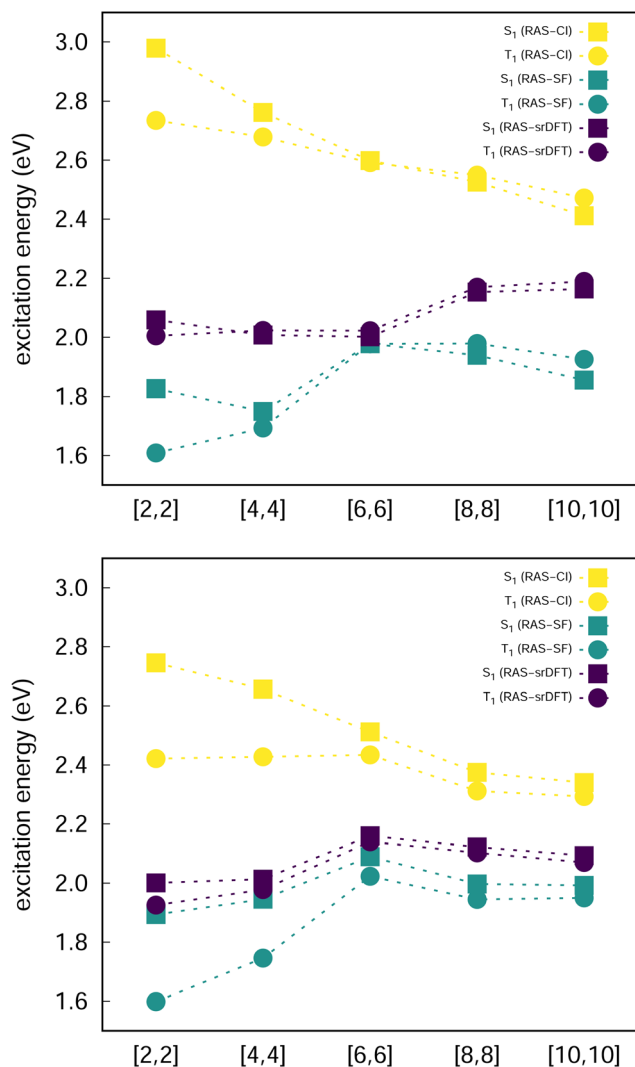 S1 (RAS–CI)
T1 (RAS–CI)
S1 (RAS–SF)
T1 (RAS–SF)
S1 (RAS–srDFT)
T1 (RAS–srDFT)
excitation energy (eV)
3.0
2.8
2.6
2.4
2.2
2.0
1.8
1.6
[2,2] [4,4] [6,6] [8,8] [10,10]
S1 (RAS–CI)
T1 (RAS–CI)
S1 (RAS–SF)
T1 (RAS–SF)
S1 (RAS–srDFT)
T1 (RAS–srDFT)
excitation energy (eV)
3.0
2.8
2.6
2.4
2.2
2.0
1.8
1.6
[2,2] [4,4] [6,6] [8,8] [10,10]